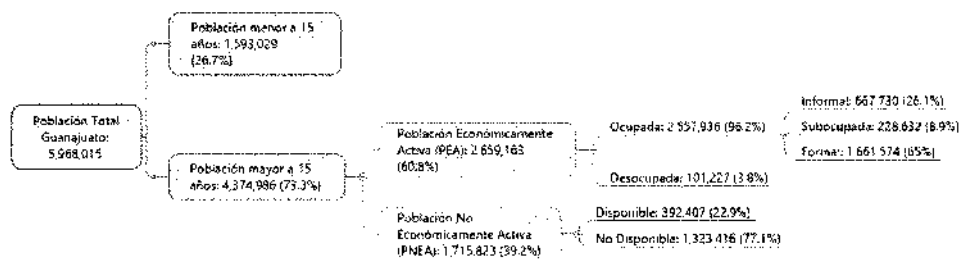 Población Total
Guanajuato:
5,968,015
Población menor a 15
años: 1,593,029
(26.7%)
Población mayor a 15
años: 4,374,986 (73.3%)
Población Económicamente
Activa (PEA): 2 659,163
(60.8%)
Población No
Económicamente Activa
(PNEA): 1,715,823 (39.2%)
Ocupada: 2 557,936 (96.2%)
Desocupada: 101,227 (3.8%)
Informal: 667 730 (26.1%)
Subocupada: 228,632 (8.9%)
Formal: 1 661 574 (65%)
Disponible: 392,407 (22.9%)
No Disponible: 1,323 416 (77.1%)